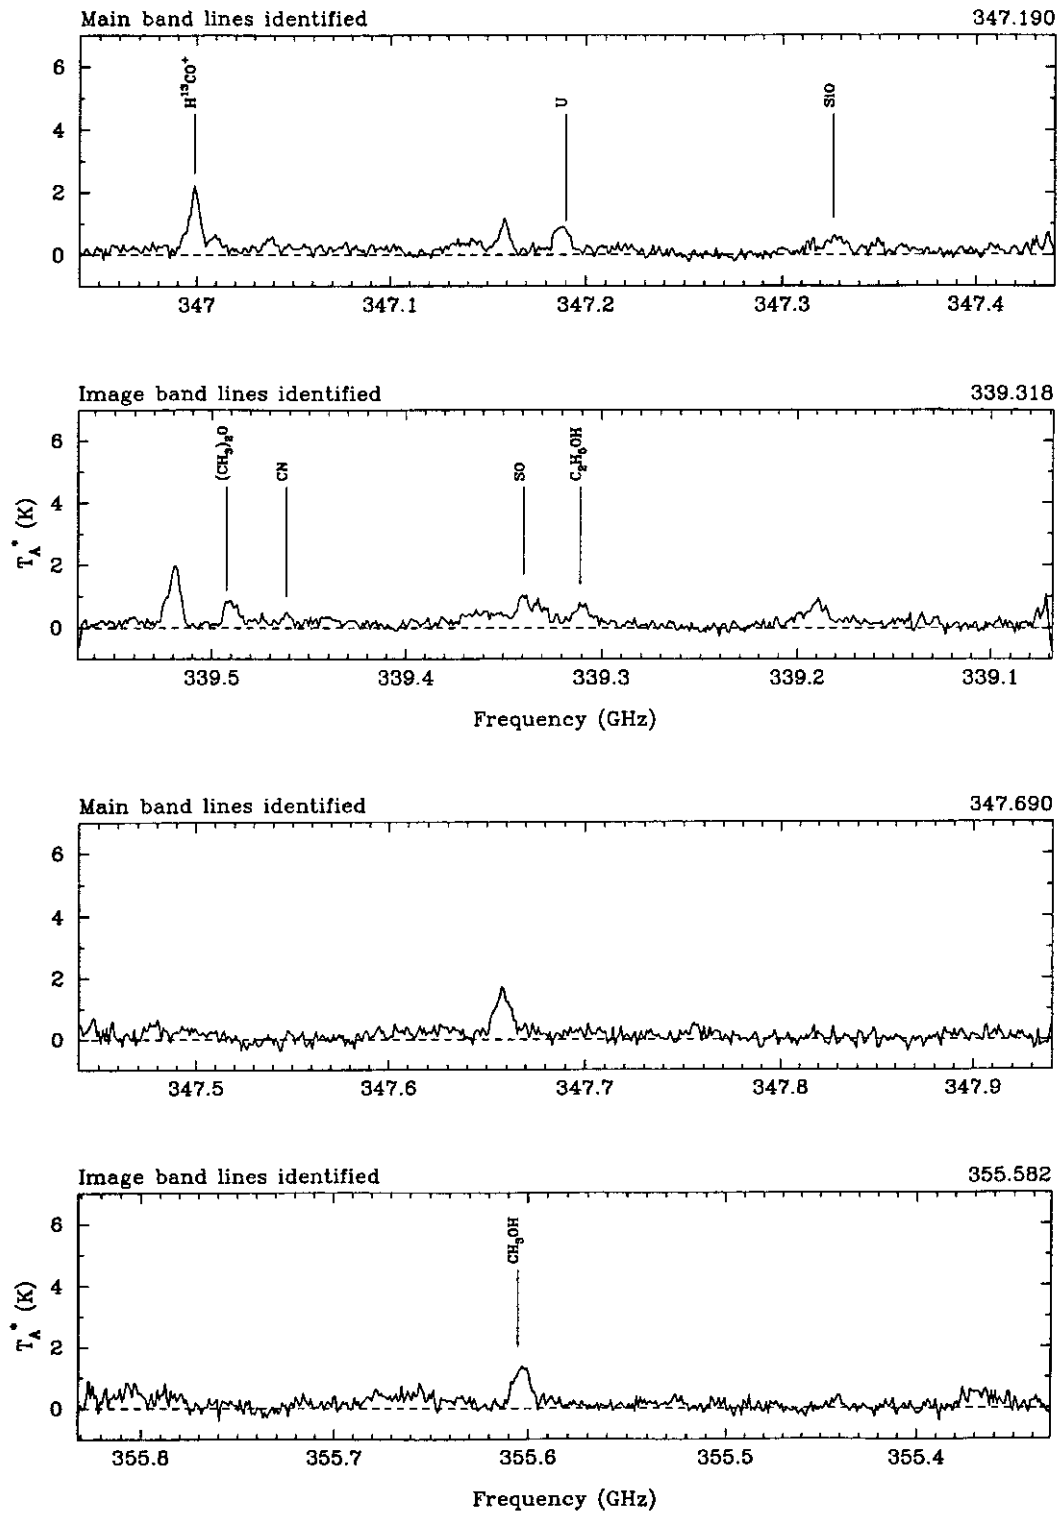 Main band lines identified 347.190
H¹³CO⁺
U
SiO
6
4
2
0
347 347.1 347.2 347.3 347.4
Image band lines identified 339.318
(CH₃)₂O
CN
SO
C₂H₅OH
6
4
2
0
T_A* (K)
339.5 339.4 339.3 339.2 339.1
Frequency (GHz)
Main band lines identified 347.690
6
4
2
0
347.5 347.6 347.7 347.8 347.9
Image band lines identified 355.582
CH₃OH
6
4
2
0
T_A* (K)
355.8 355.7 355.6 355.5 355.4
Frequency (GHz)